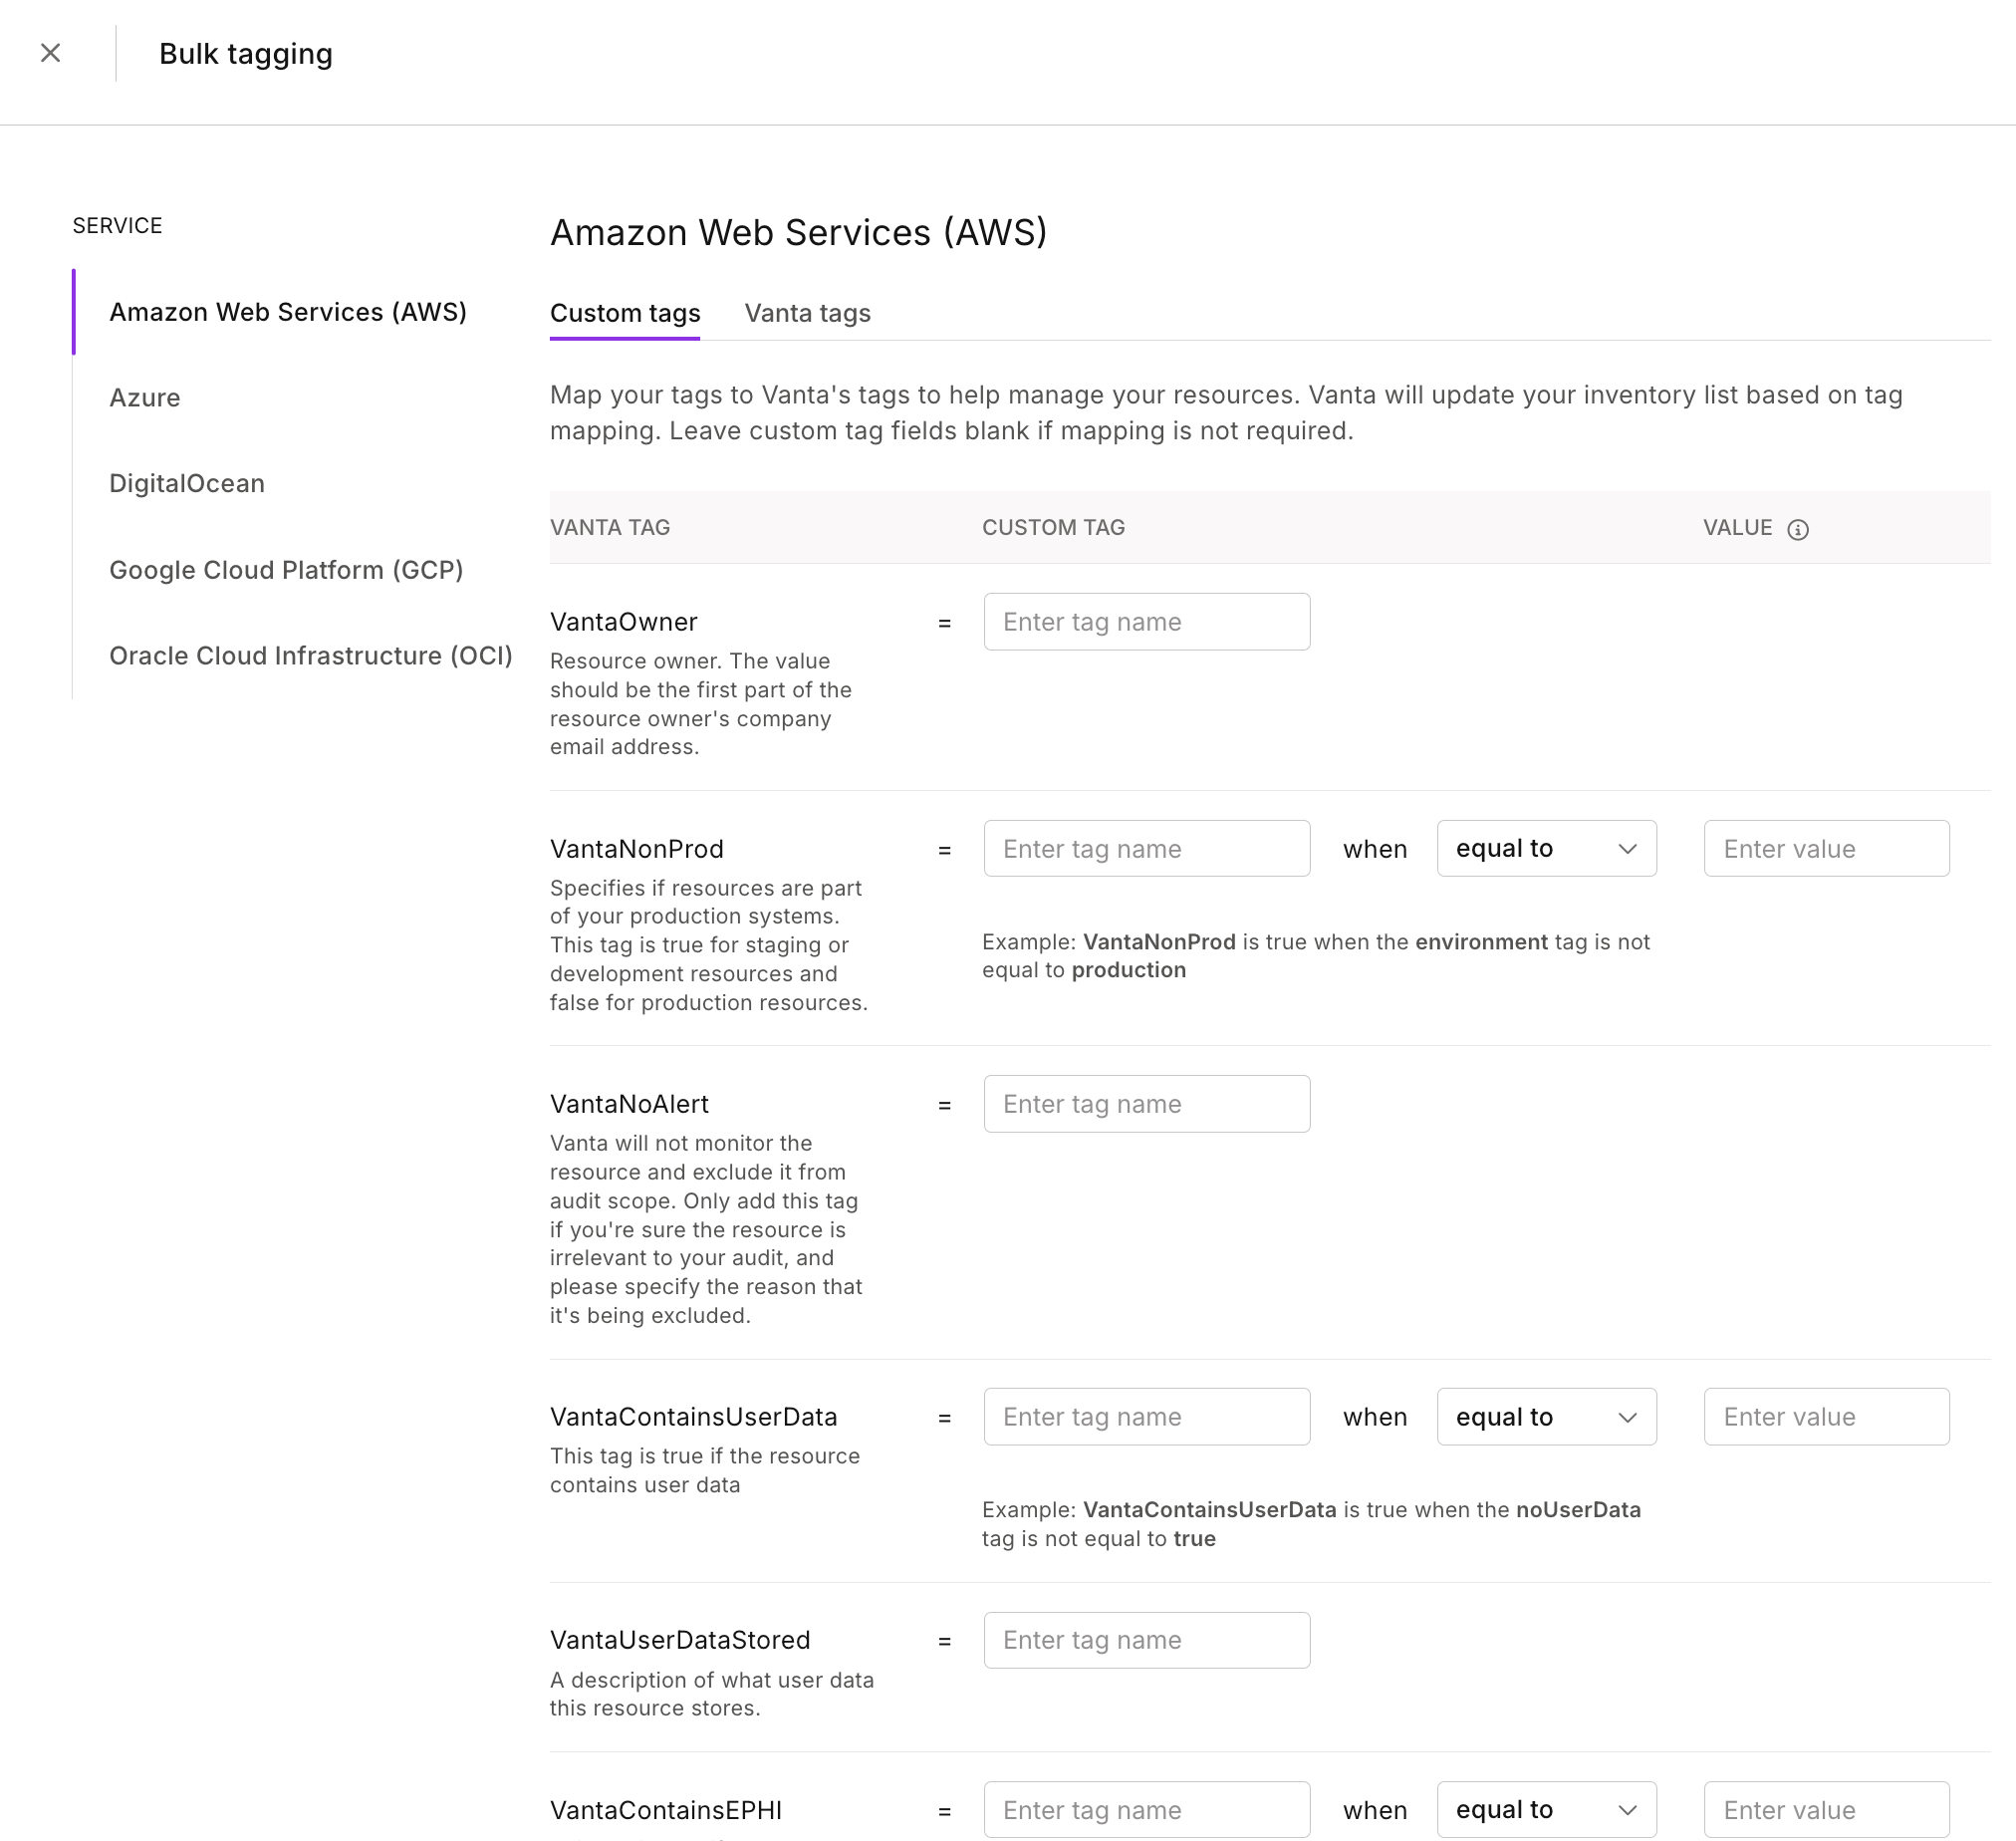 Bulk tagging
SERVICE
Amazon Web Services (AWS)
Azure
DigitalOcean
Google Cloud Platform (GCP)
Oracle Cloud Infrastructure (OCI)
Amazon Web Services (AWS)
Custom tags Vanta tags
Map your tags to Vanta's tags to help manage your resources. Vanta will update your inventory list based on tag
mapping. Leave custom tag fields blank if mapping is not required.
VANTA TAG CUSTOM TAG VALUE
VantaOwner = Enter tag name
Resource owner. The value
should be the first part of the
resource owner's company
email address.
VantaNonProd = Enter tag name when equal to Enter value
Specifies if resources are part
of your production systems.
This tag is true for staging or
development resources and
false for production resources.
Example: VantaNonProd is true when the environment tag is not
equal to production
VantaNoAlert = Enter tag name
Vanta will not monitor the
resource and exclude it from
audit scope. Only add this tag
if you're sure the resource is
irrelevant to your audit, and
please specify the reason that
it's being excluded.
VantaContainsUserData = Enter tag name when equal to Enter value
This tag is true if the resource
contains user data
Example: VantaContainsUserData is true when the noUserData
tag is not equal to true
VantaUserDataStored = Enter tag name
A description of what user data
this resource stores.
VantaContainsEPHI = Enter tag name when equal to Enter value